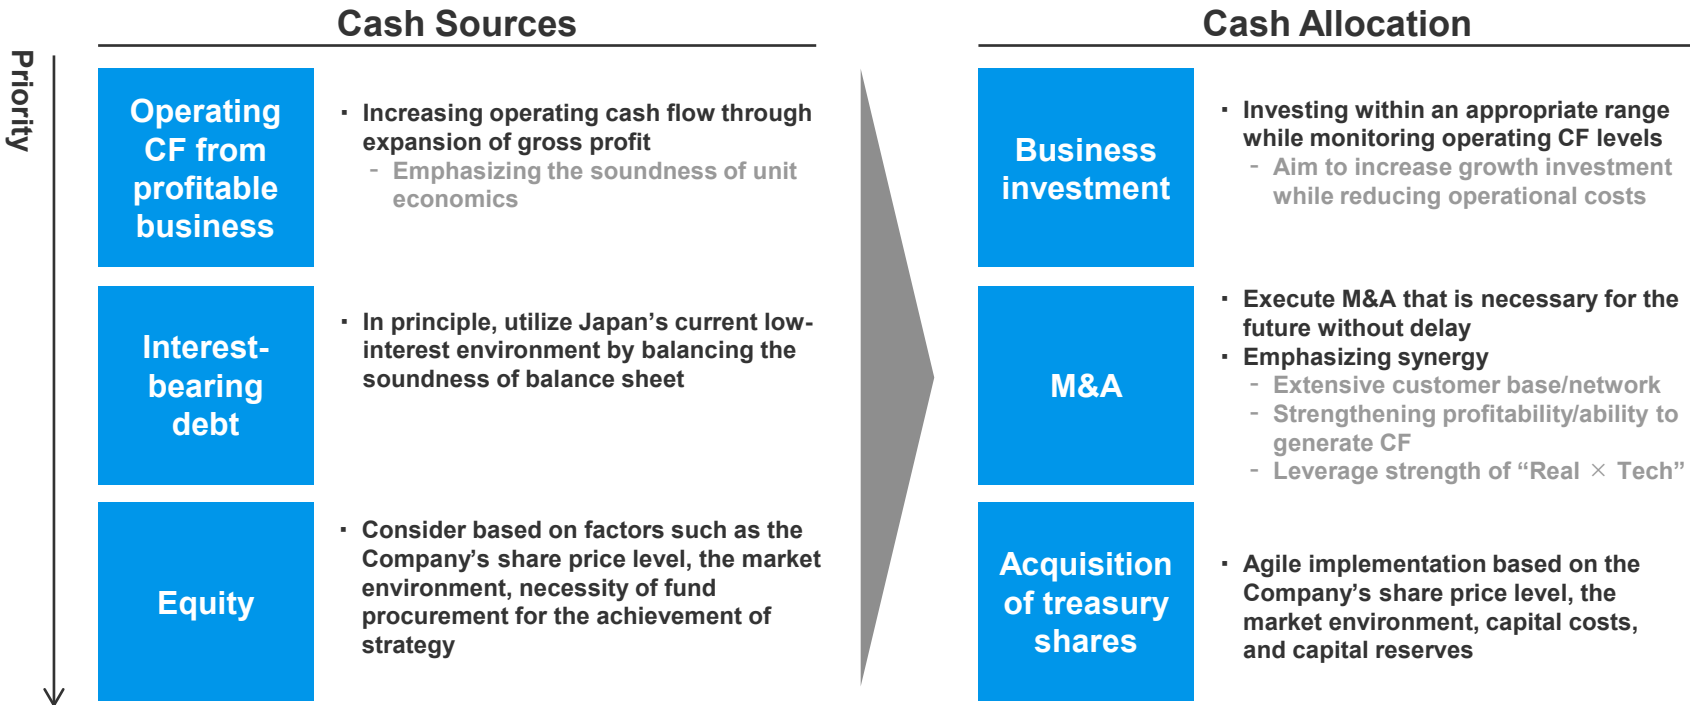 Cash Sources
Priority
Operating
CF from
profitable
business
· Increasing operating cash flow through
expansion of gross profit
- Emphasizing the soundness of unit
economics
Interest-
bearing
debt
· In principle, utilize Japan’s current low-
interest environment by balancing the
soundness of balance sheet
Equity
· Consider based on factors such as the
Company’s share price level, the market
environment, necessity of fund
procurement for the achievement of
strategy
Cash Allocation
Business
investment
· Investing within an appropriate range
while monitoring operating CF levels
- Aim to increase growth investment
while reducing operational costs
M&A
· Execute M&A that is necessary for the
future without delay
· Emphasizing synergy
- Extensive customer base/network
- Strengthening profitability/ability to
generate CF
- Leverage strength of “Real × Tech”
Acquisition
of treasury
shares
· Agile implementation based on the
Company’s share price level, the
market environment, capital costs,
and capital reserves